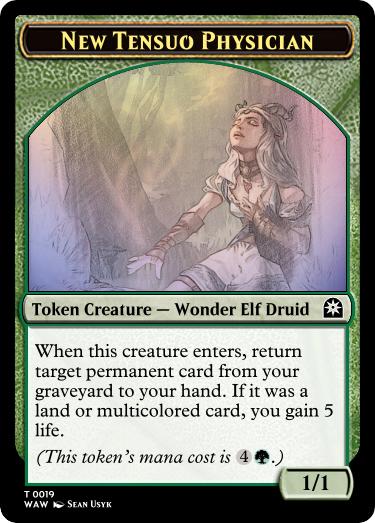 New Tensuo Physician
Token Creature — Wonder Elf Druid
When this creature enters, return
target permanent card from your
graveyard to your hand. If it was a
land or multicolored card, you gain 5
life.
(This token's mana cost is 4.)
1/1
T 0019
WAW Sean Usyk